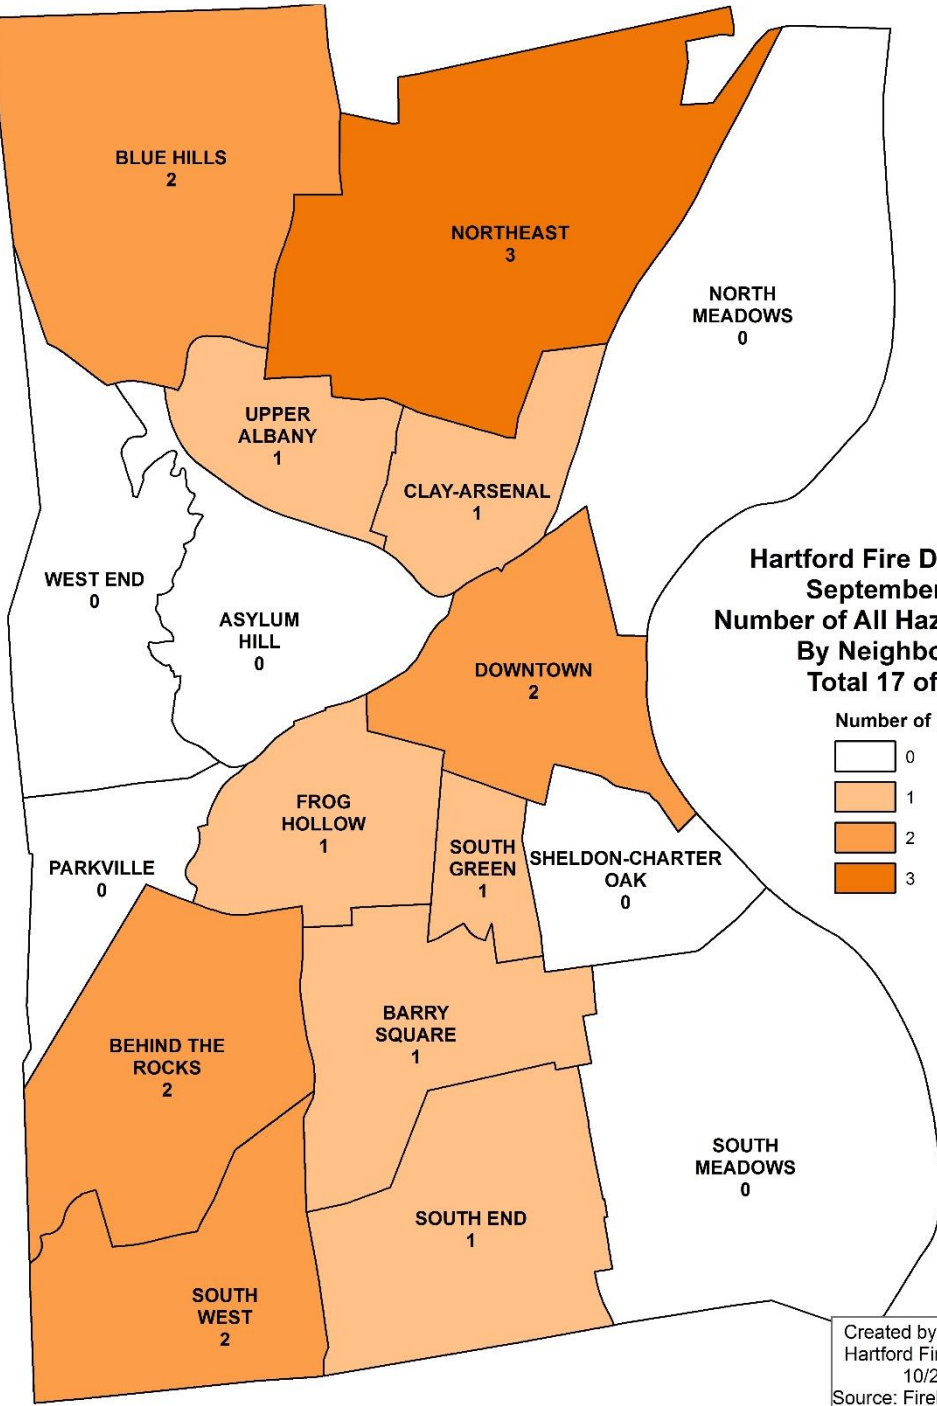 BLUE HILLS
2
NORTHEAST
3
NORTH
MEADOWS
0
UPPER
ALBANY
1
CLAY-ARSENAL
1
WEST END
0
ASYLUM
HILL
0
DOWNTOWN
2
Hartford Fire D
September
Number of All Haz
By Neighbo
Total 17 of
Number of
0
1
2
3
FROG
HOLLOW
1
SOUTH
GREEN
1
SHELDON-CHARTER
OAK
0
PARKVILLE
0
BARRY
SQUARE
1
BEHIND THE
ROCKS
2
SOUTH
MEADOWS
0
SOUTH END
1
SOUTH
WEST
2
Created by
Hartford Fir
10/2
Source: Fire